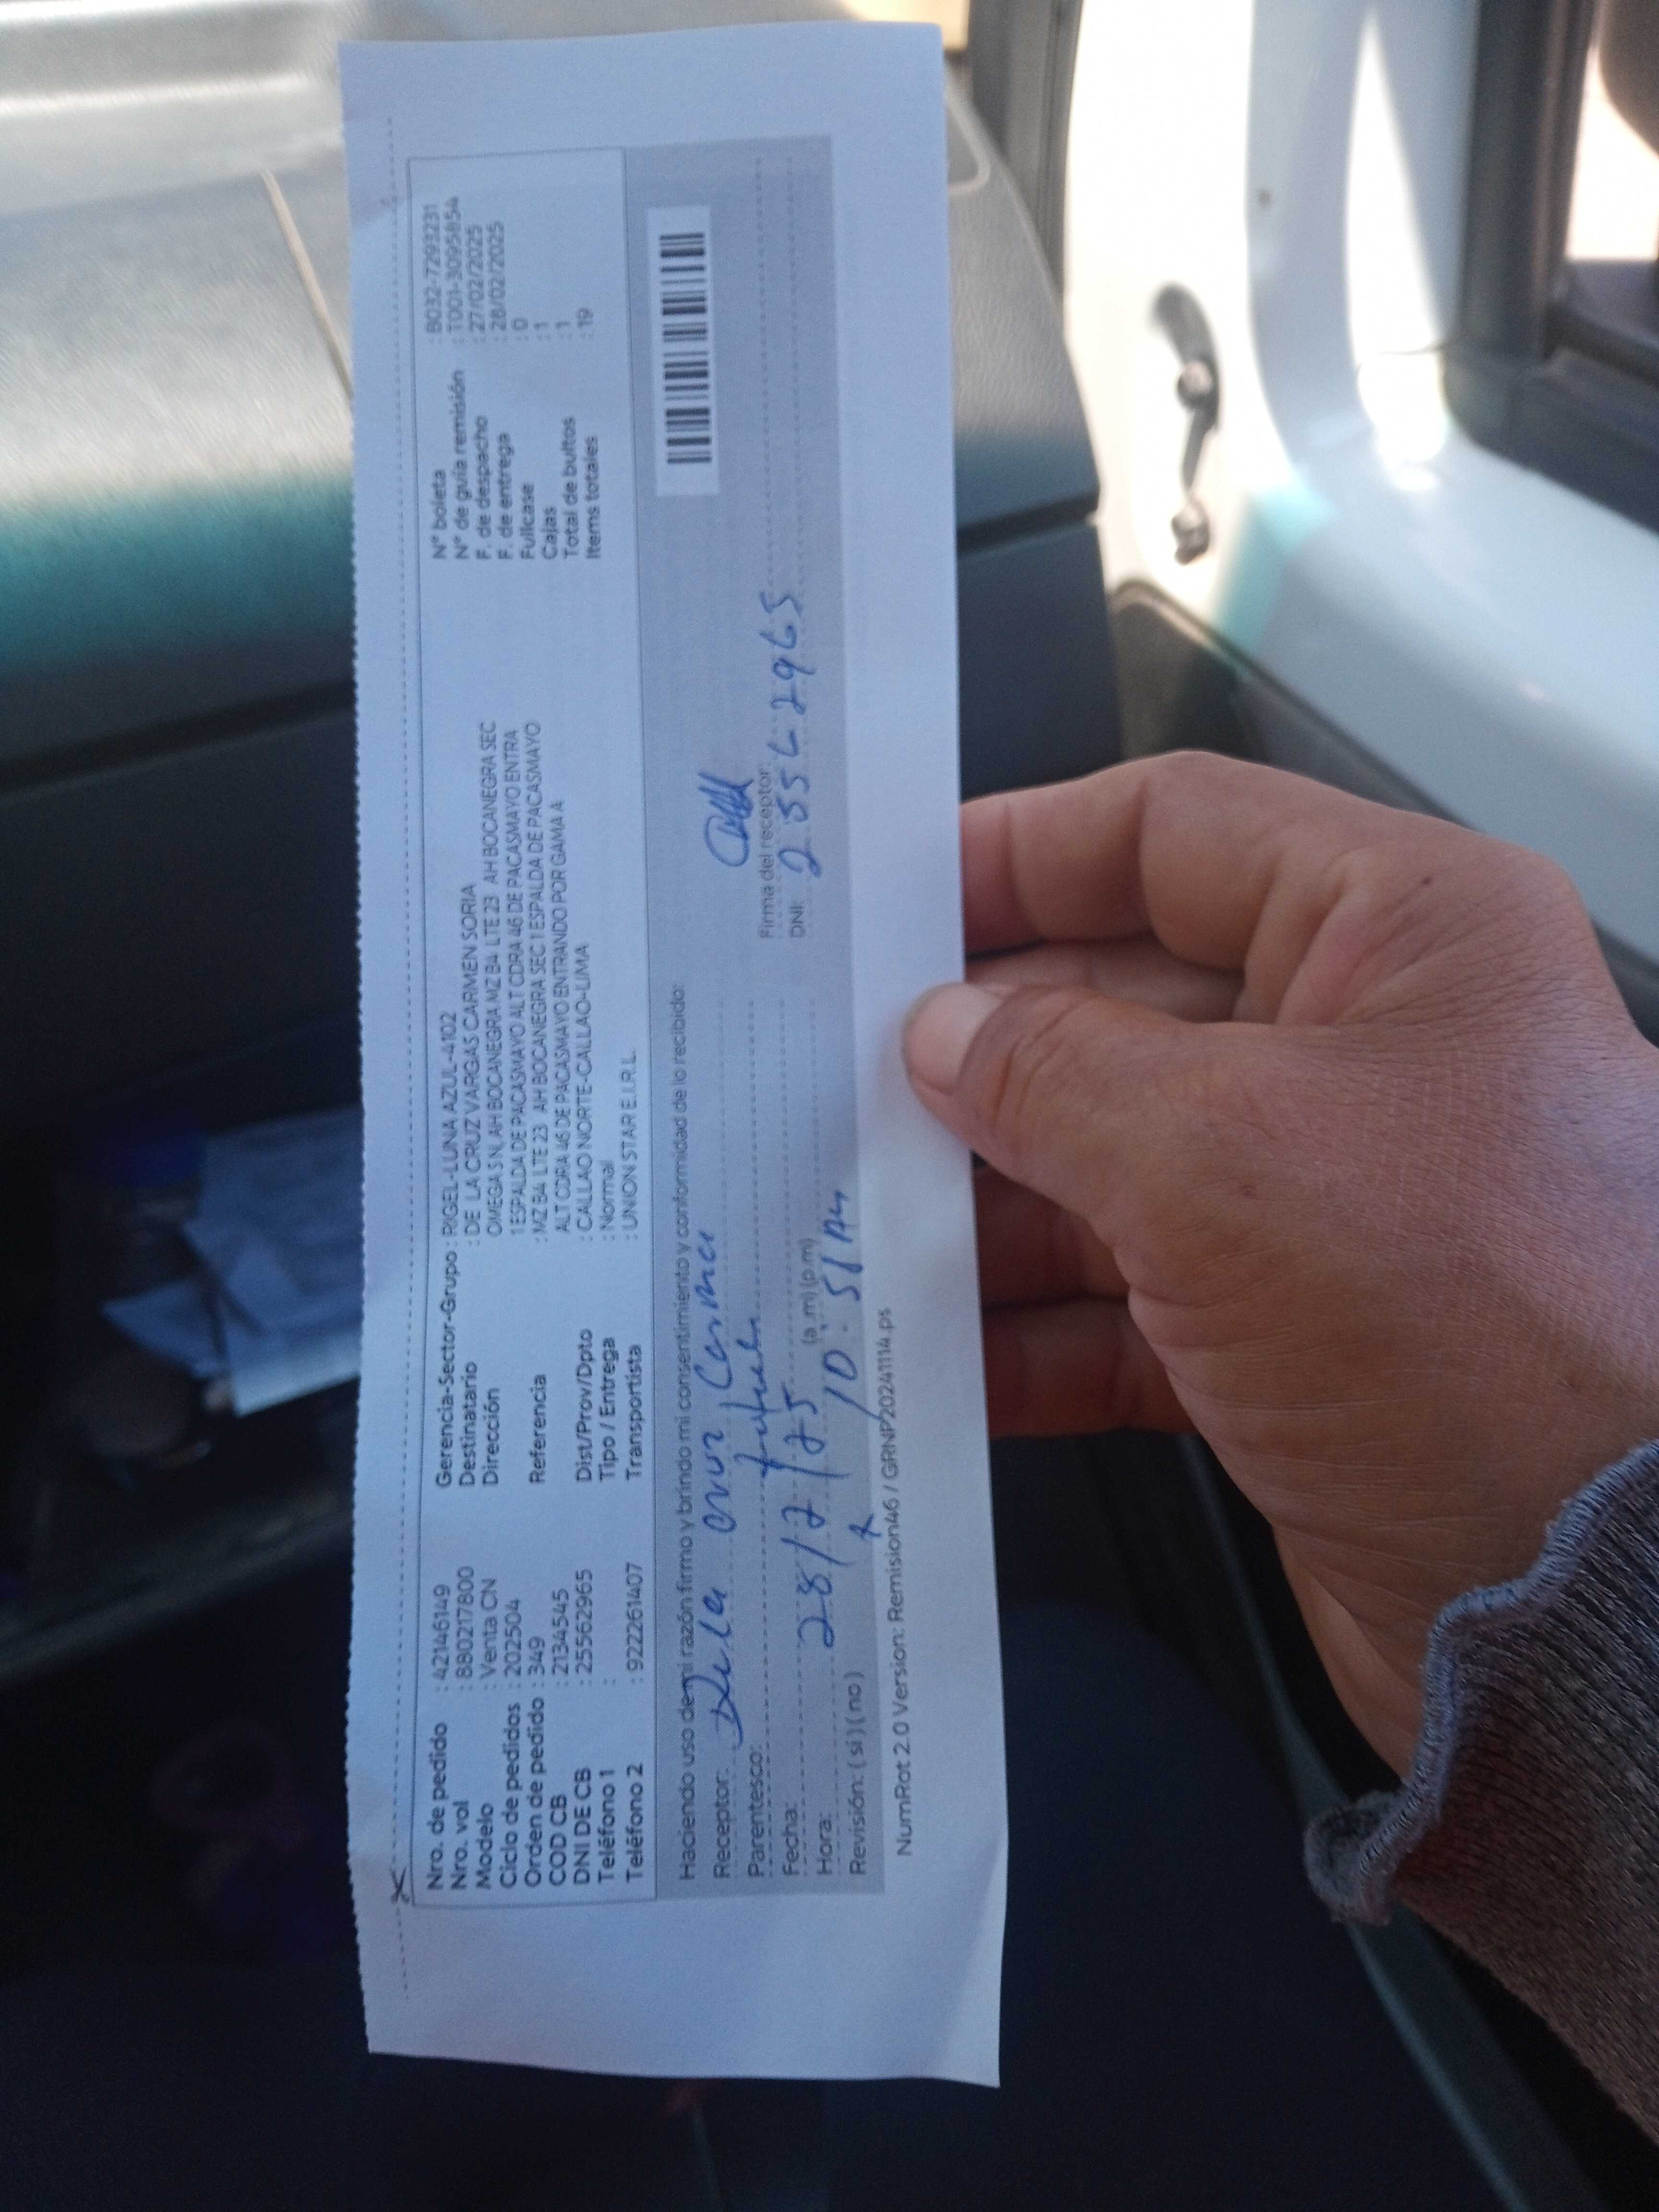 Nro. de pedido : 42146149
Nro. vol : 880217800
Modelo : Venta CN
Ciclo de pedidos : 202504
Orden de pedido : 349
COD CB : 2134545
DNI DE CB : 25562965
Teléfono 1 :
Teléfono 2 : 922261407
Gerencia-Sector-Grupo : RIGEL-LUNA AZUL-4102
Destinatario : DE LA CRUZ VARGAS CARMEN SORIA
Dirección OMEGA S N, AH BOCANEGRA MZ B4 LTE 23 AH BOCANEGRA SEC
1 ESPALDA DE PACASMAYO ALT CDRA 46 DE PACASMAYO ENTRA
Referencia : MZ B4 LTE 23 AH BOCANEGRA SEC 1 ESPALDA DE PACASMAYO
ALT CDRA 46 DE PACASMAYO ENTRANDO POR GAMA A
Dist/Prov/Dpto : CALLAO NORTE-CALLAO-LIMA
Tipo / Entrega : Normal
Transportista : UNION STAR E.I.R.L.
N° boleta : B032-7293231
N° de guía remisión : T001-3095854
F. de despacho : 27/02/2025
F. de entrega : 28/02/2025
Fullcase : 0
Cajas : 1
Total de bultos : 1
Items totales : 19
Haciendo uso de mi razón firmo y brindo mi consentimiento y conformidad de lo recibido:
Receptor: De la cruz Carmen
Parentesco:
Fecha: 28/2/25
Hora: 10:51 (a.m) (p.m)
Revisión: (si) (no)
Firma del receptor:
DNI: 25562965
NumRot 2.0 Version: Remision46 / GRNP20241114.ps